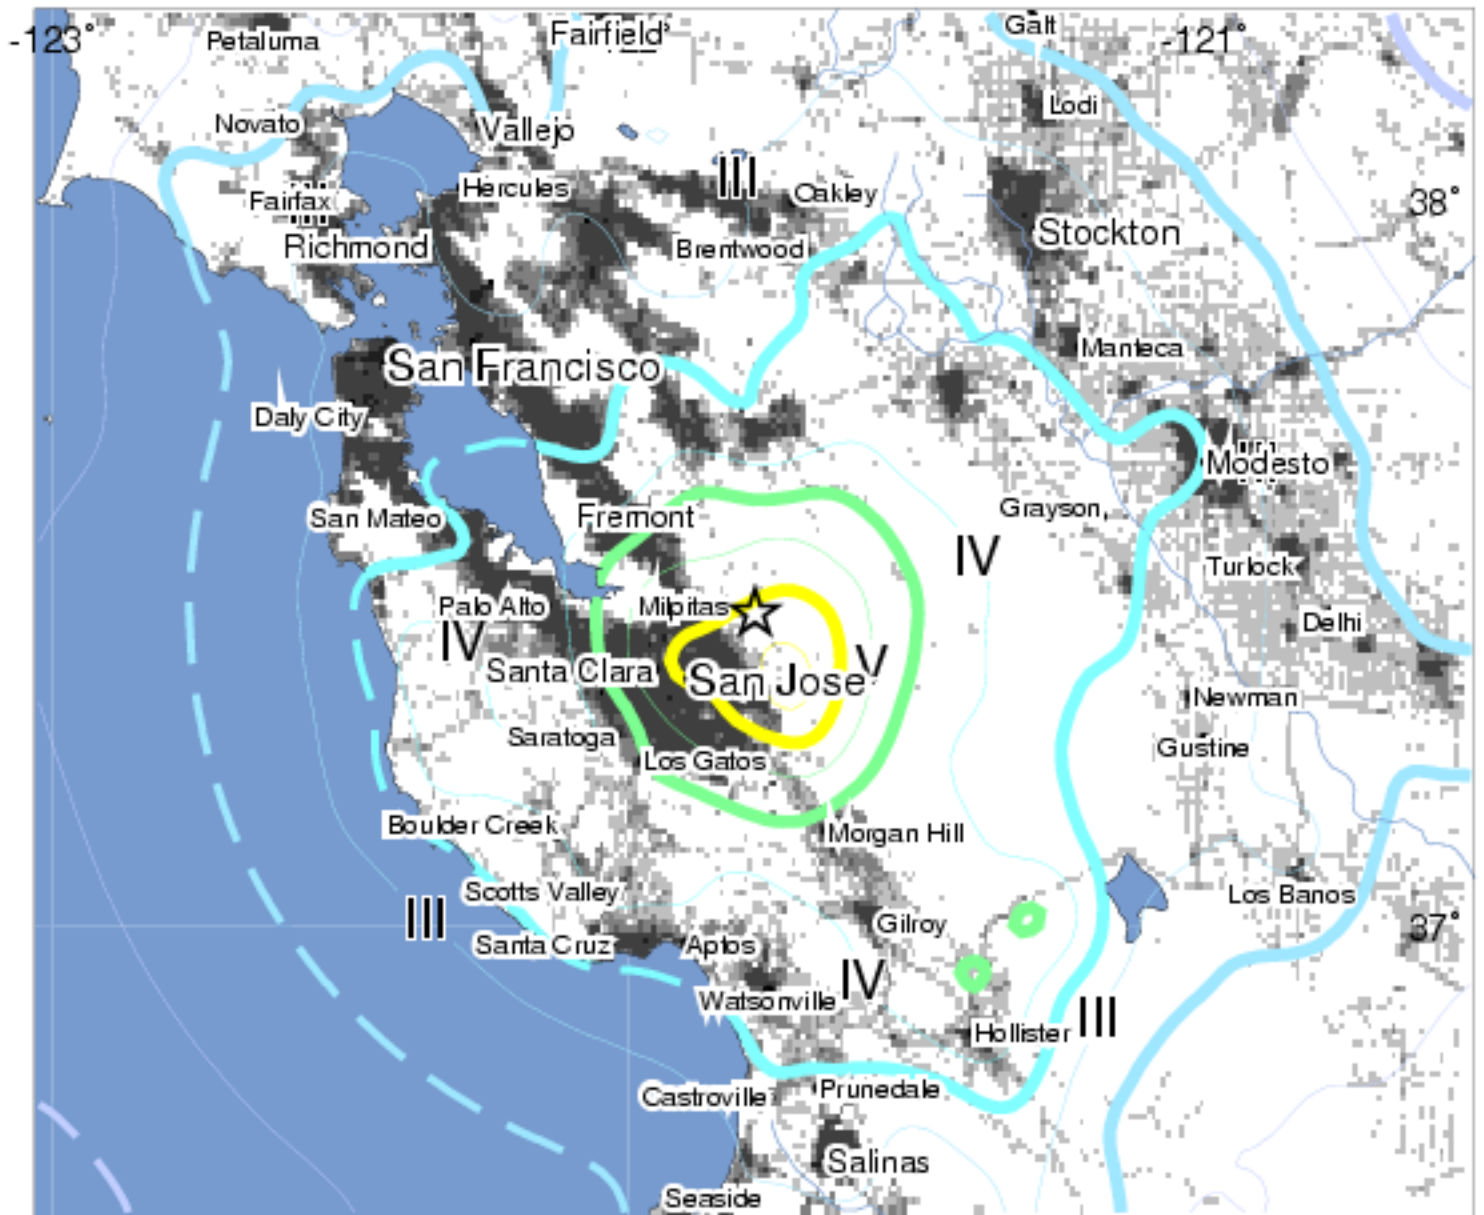 -123°
Petaluma
Fairfield
Galt
-121°
Lodi
Novato
Vallejo
III
Hercules
Oakley
Fairfax
38°
Richmond
Brentwood
Stockton
Manteca
San Francisco
Daly City
Modesto
San Mateo
Fremont
Grayson
IV
Turlock
Palo Alto
Milpitas
Delhi
IV
Santa Clara
San Jose
V
Newman
Saratoga
Los Gatos
Gustine
Boulder Creek
Morgan Hill
Scotts Valley
Los Banos
III
Gilroy
37°
Santa Cruz
Aptos
IV
Watsonville
III
Hollister
Castroville
Prunedale
Salinas
Seaside